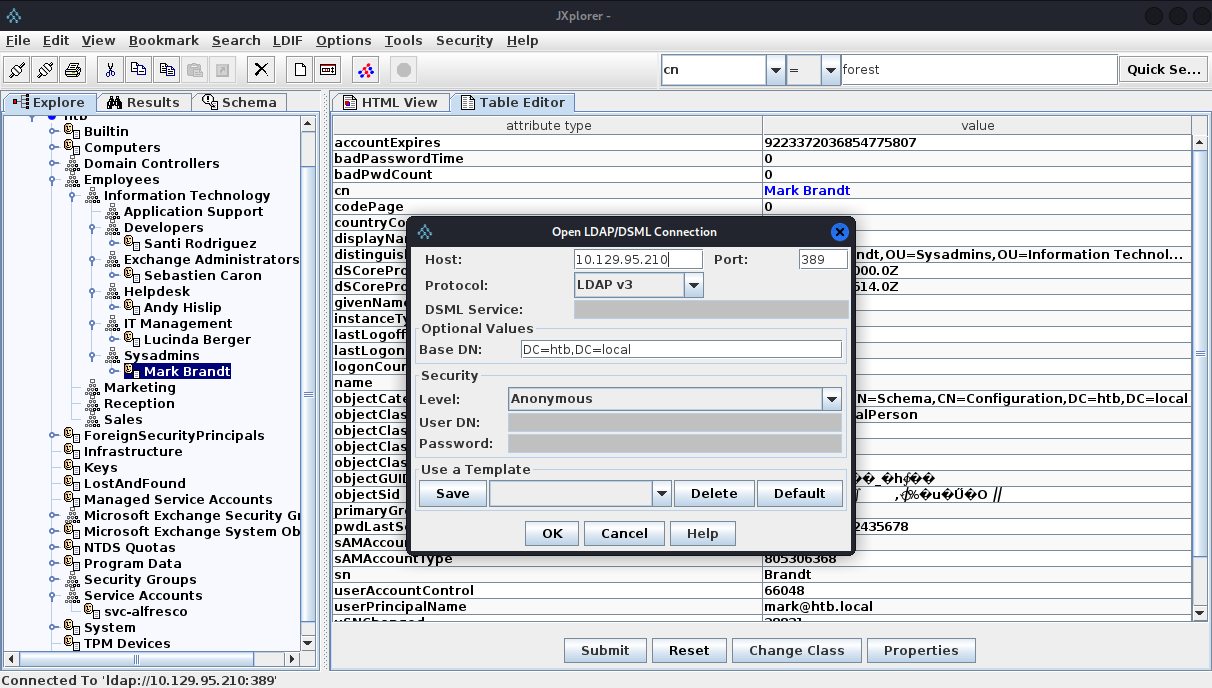 JXplorer -
File Edit View Bookmark Search LDIF Options Tools Security Help
cn = forest Quick Se...
Explore Results Schema
HTML View Table Editor
htb
Builtin
Computers
Domain Controllers
Employees
Information Technology
Application Support
Developers
Santi Rodriguez
Exchange Administrators
Sebastien Caron
Helpdesk
Andy Hislip
IT Management
Lucinda Berger
Sysadmins
Mark Brandt
Marketing
Reception
Sales
ForeignSecurityPrincipals
Infrastructure
Keys
LostAndFound
Managed Service Accounts
Microsoft Exchange Security Gr
Microsoft Exchange System Ob
NTDS Quotas
Program Data
Security Groups
Service Accounts
svc-alfresco
System
TPM Devices
attribute type value
accountExpires 9223372036854775807
badPasswordTime 0
badPwdCount 0
cn Mark Brandt
codePage 0
countryCo
displayNa
distinguis ndt,OU=Sysadmins,OU=Information Technol...
dSCorePro 000.0Z
dSCorePro 614.0Z
givenName
instanceTy
lastLogoff
lastLogon
logonCoun
name
objectCate N=Schema,CN=Configuration,DC=htb,DC=local
objectClas alPerson
objectClas
objectClas
objectClas
objectGUID
objectSid
primaryGro
pwdLastSe 2435678
sAMAccou
sAMAccountType 805306368
sn Brandt
userAccountControl 66048
userPrincipalName mark@htb.local
Open LDAP/DSML Connection
Host: 10.129.95.210 Port: 389
Protocol: LDAP v3
DSML Service:
Optional Values
Base DN: DC=htb,DC=local
Security
Level: Anonymous
User DN:
Password:
Use a Template
Save Delete Default
OK Cancel Help
Submit Reset Change Class Properties
Connected To 'ldap://10.129.95.210:389'